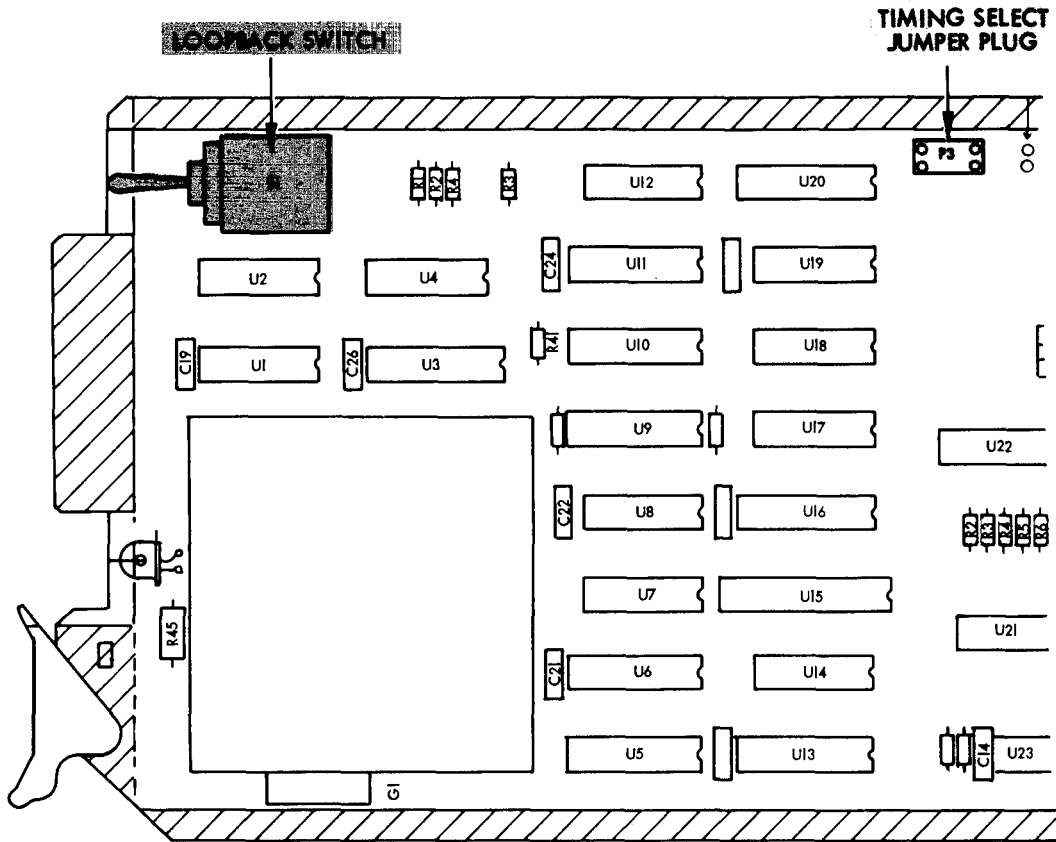 LOOPBACK SWITCH
TIMING SELECT
JUMPER PLUG
P3
R1 R2 R4 R3
U12 U20
U2 U4 C24 U11 U19
C19 U1 C26 U3 R41 U10 U18
U9 U17 U22
C22 U8 U16
R2 R3 R4 R5 R6
U7 U15
R45 U21
C21 U6 U14
U5 U13 C14 U23
G1